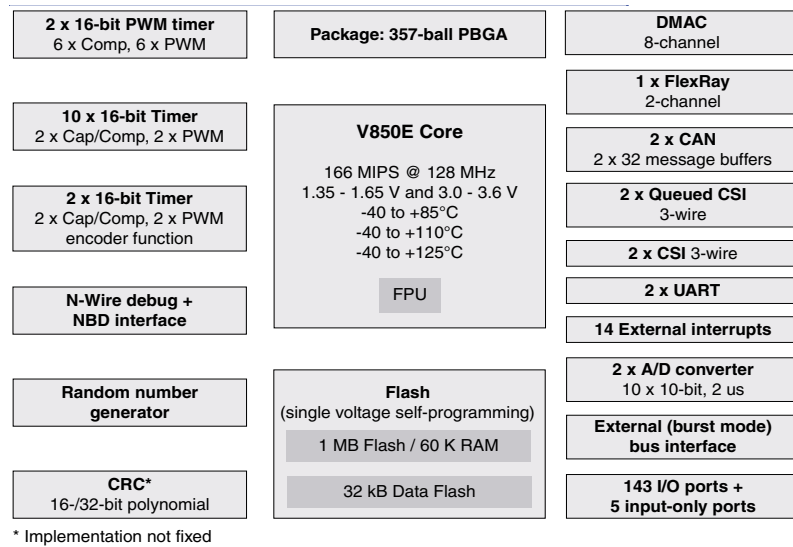 2 x 16-bit PWM timer
6 x Comp, 6 x PWM
10 x 16-bit Timer
2 x Cap/Comp, 2 x PWM
2 x 16-bit Timer
2 x Cap/Comp, 2 x PWM
encoder function
N-Wire debug +
NBD interface
Random number
generator
CRC*
16-/32-bit polynomial
* Implementation not fixed
Package: 357-ball PBGA
V850E Core
166 MIPS @ 128 MHz
1.35 - 1.65 V and 3.0 - 3.6 V
-40 to +85°C
-40 to +110°C
-40 to +125°C
FPU
Flash
(single voltage self-programming)
1 MB Flash / 60 K RAM
32 kB Data Flash
DMAC
8-channel
1 x FlexRay
2-channel
2 x CAN
2 x 32 message buffers
2 x Queued CSI
3-wire
2 x CSI 3-wire
2 x UART
14 External interrupts
2 x A/D converter
10 x 10-bit, 2 us
External (burst mode)
bus interface
143 I/O ports +
5 input-only ports